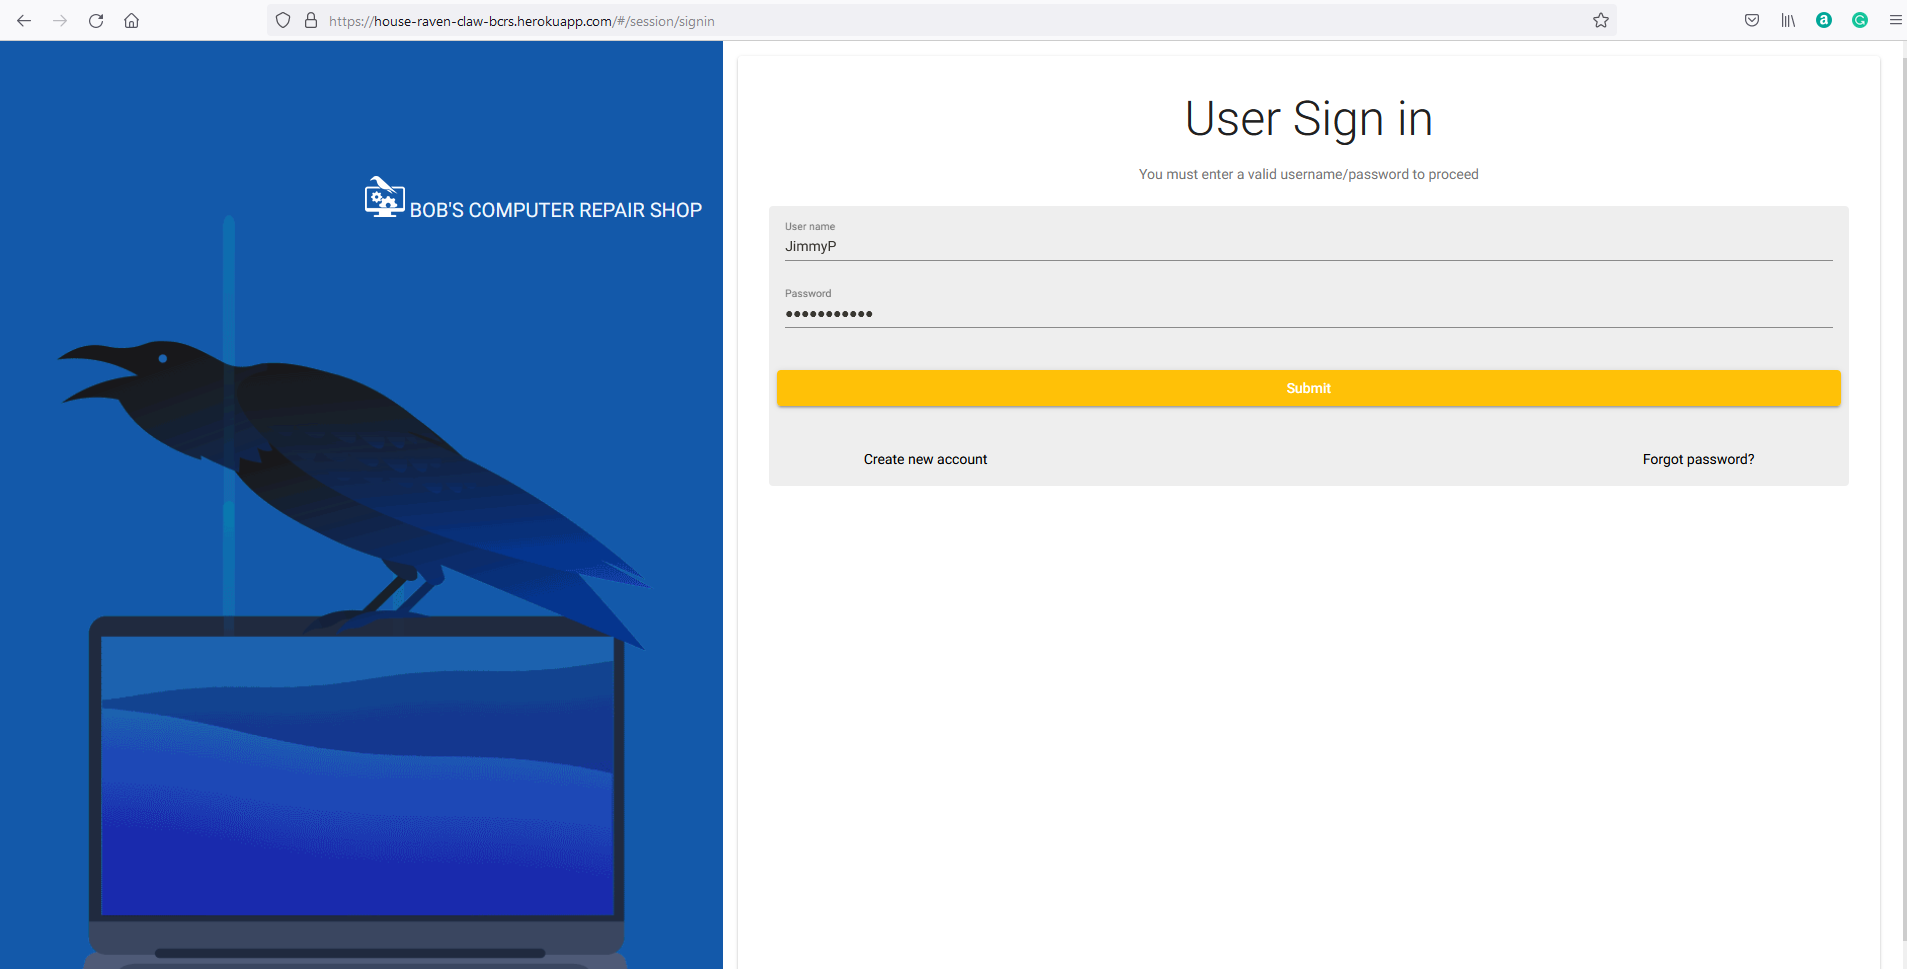 https://house-raven-claw-bcrs.herokuapp.com/#/session/signin
BOB'S COMPUTER REPAIR SHOP
User Sign in
You must enter a valid username/password to proceed
User name
JimmyP
Password
•••••••••••
Submit
Create new account
Forgot password?